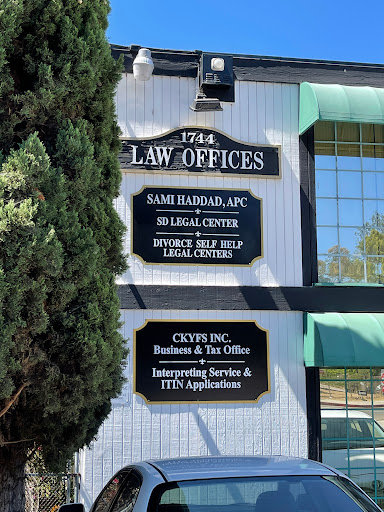 1744
LAW OFFICES
SAMI HADDAD, APC
SD LEGAL CENTER
DIVORCE SELF HELP
LEGAL CENTERS
CKYFS INC.
Business & Tax Office
Interpreting Service &
ITIN Applications